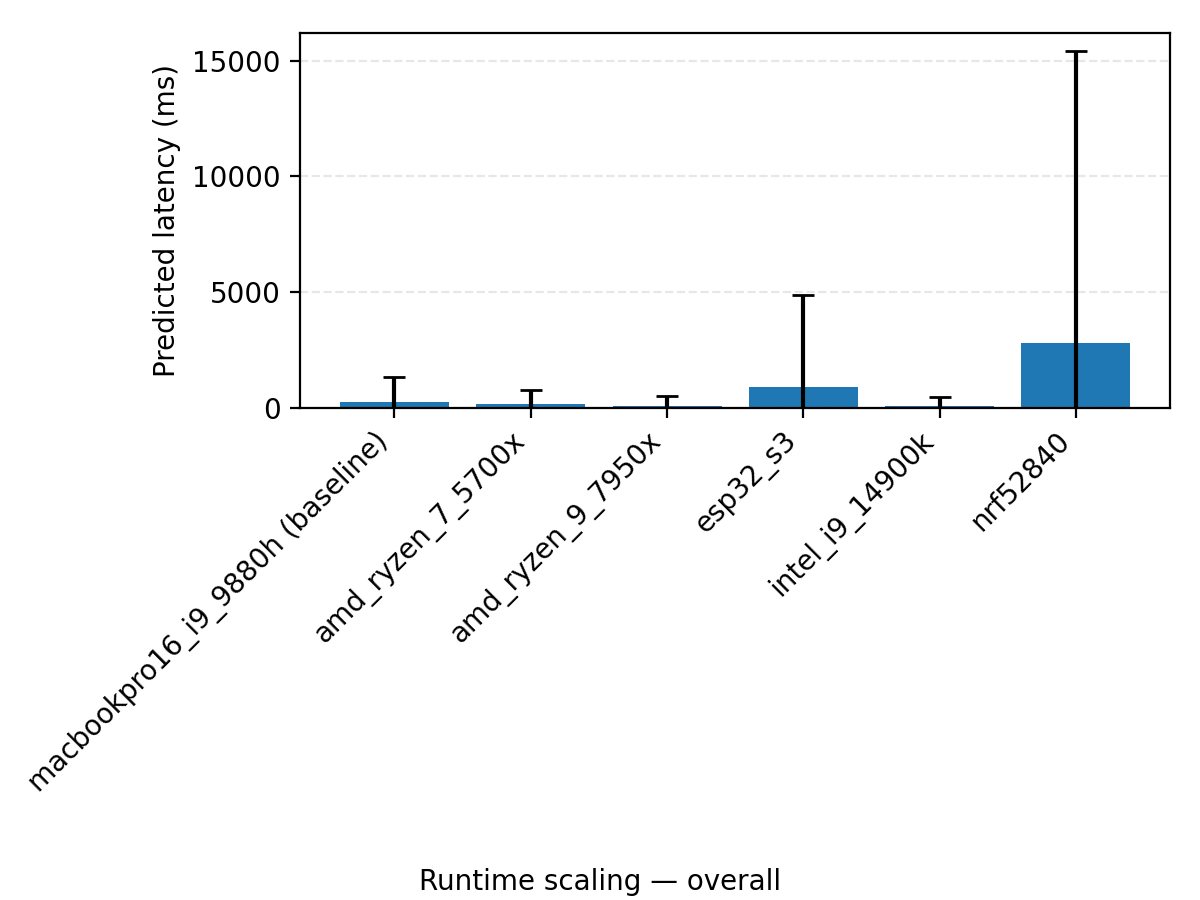 Predicted latency (ms)
15000
10000
5000
0
macbookpro16_i9_9880h (baseline)
amd_ryzen_7_5700x
amd_ryzen_9_7950x
esp32_s3
intel_i9_14900k
nrf52840
Runtime scaling — overall